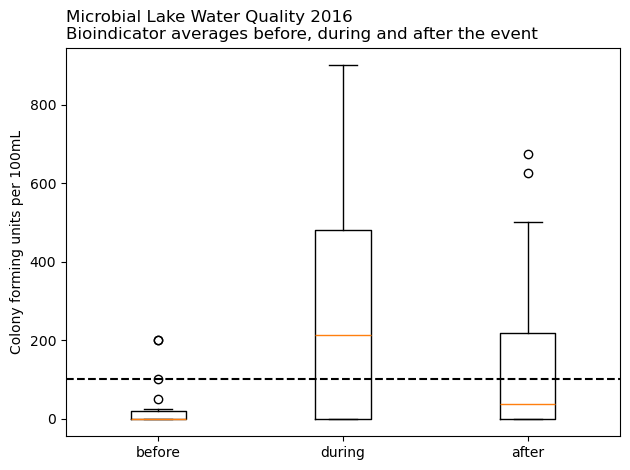 Microbial Lake Water Quality 2016
Bioindicator averages before, during and after the event
Colony forming units per 100mL
800
600
400
200
0
before
during
after